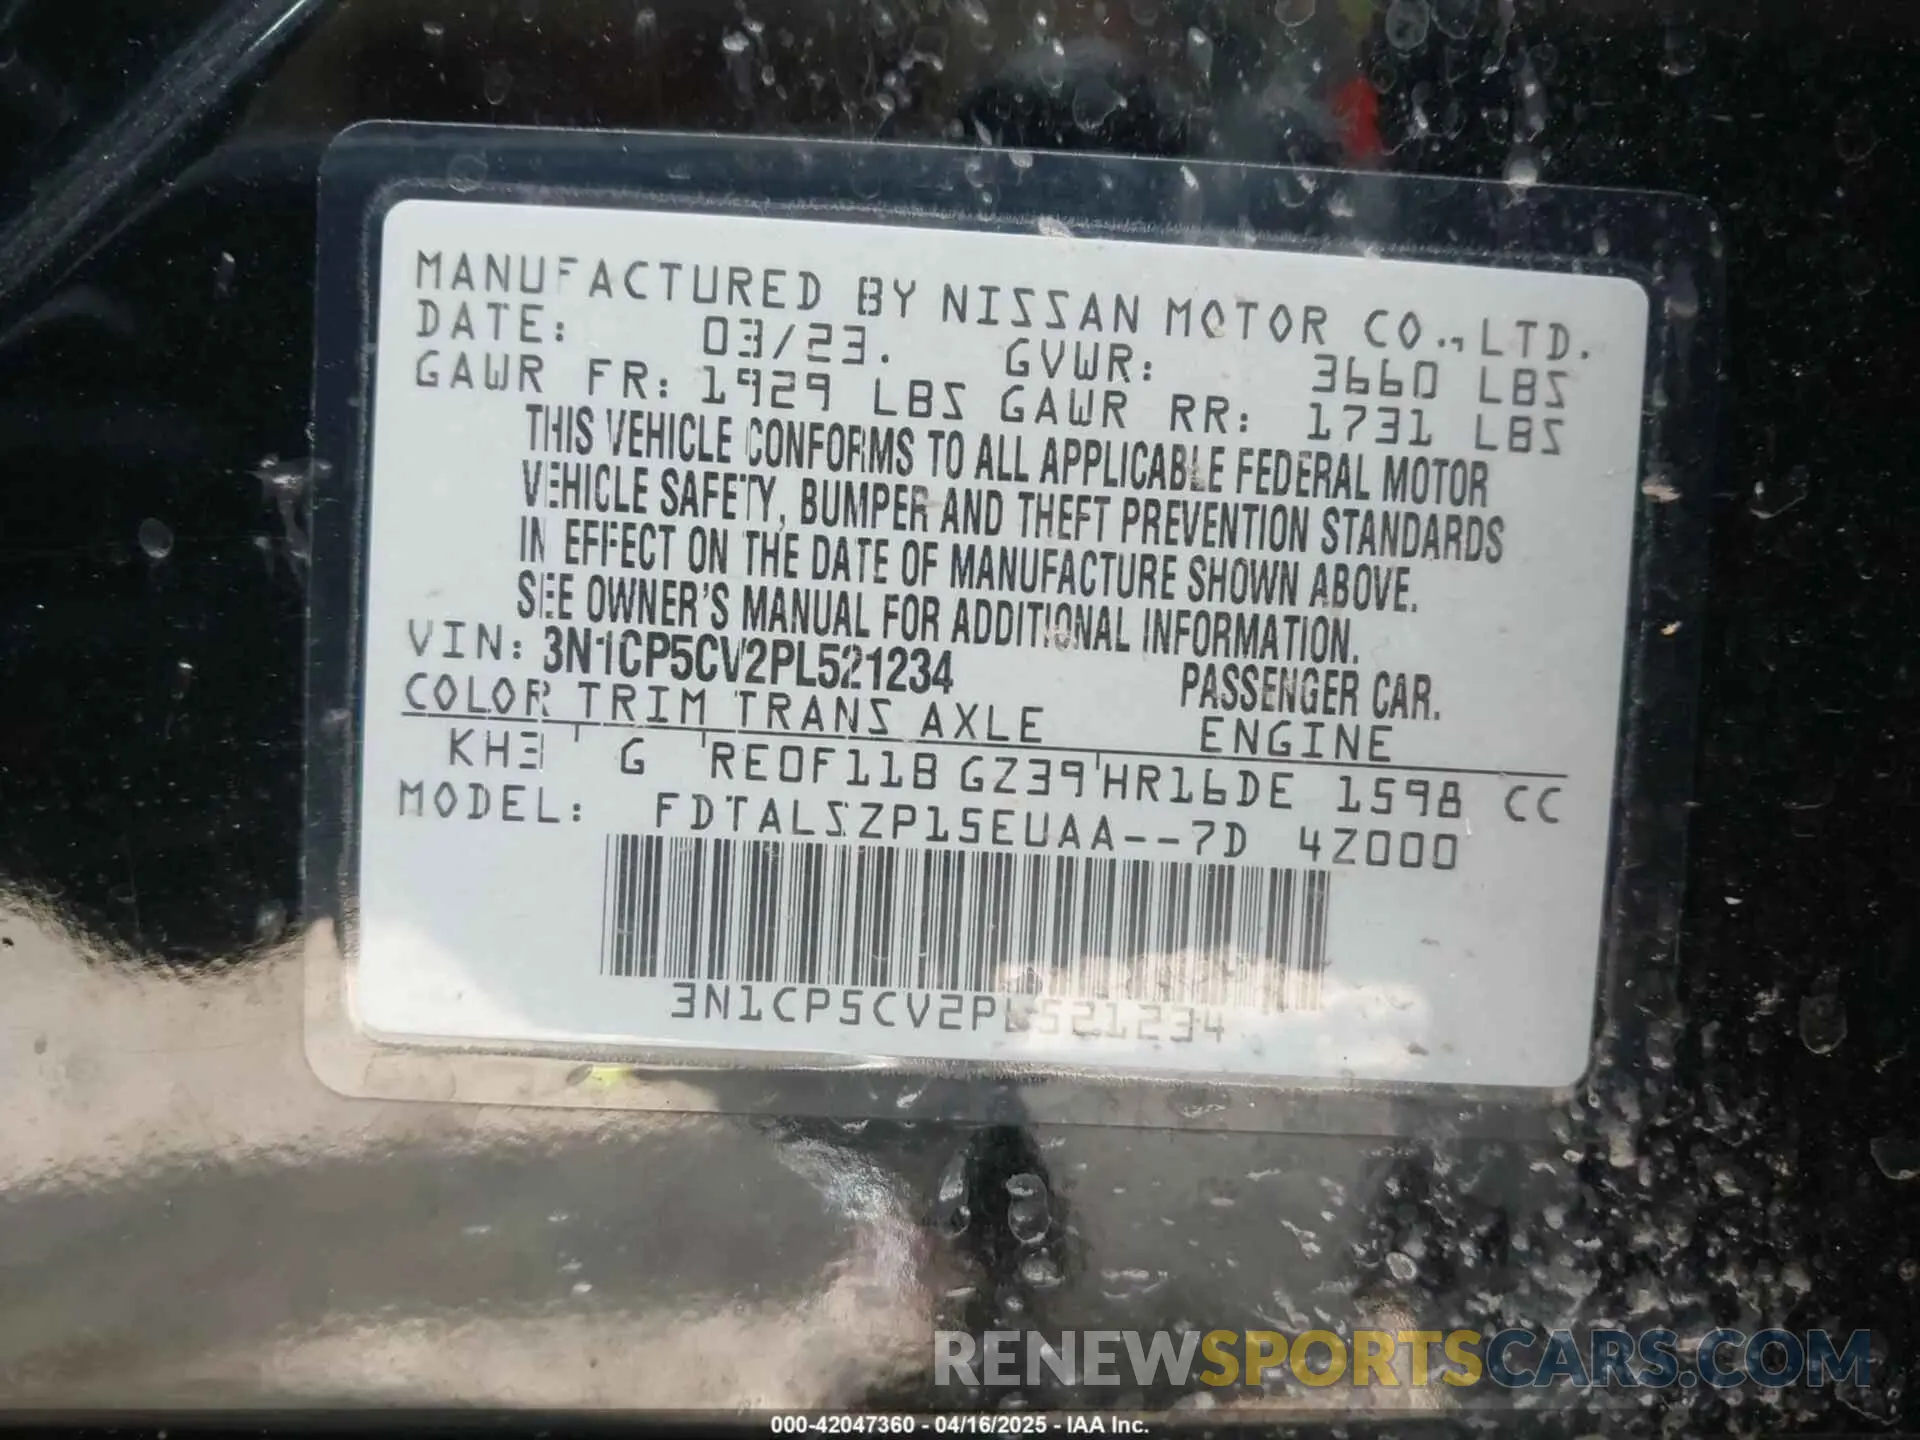 MANUFACTURED BY NISSAN MOTOR CO., LTD.
DATE: 03/23. GVWR: 3660 LBS
GAWR FR: 1929 LBS GAWR RR: 1731 LBS
THIS VEHICLE CONFORMS TO ALL APPLICABLE FEDERAL MOTOR
VEHICLE SAFETY, BUMPER AND THEFT PREVENTION STANDARDS
IN EFFECT ON THE DATE OF MANUFACTURE SHOWN ABOVE.
SEE OWNER'S MANUAL FOR ADDITIONAL INFORMATION.
VIN: 3N1CP5CV2PL521234 PASSENGER CAR.
COLOR TRIM TRANS AXLE ENGINE
KH3 G RE0F11B GZ39 HR16DE 1598 CC
MODEL: FDTALSZP15EUAA--7D 4Z000
3N1CP5CV2PL521234
RENEWSPORTSCARS.COM
000-42047360 - 04/16/2025 - IAA Inc.